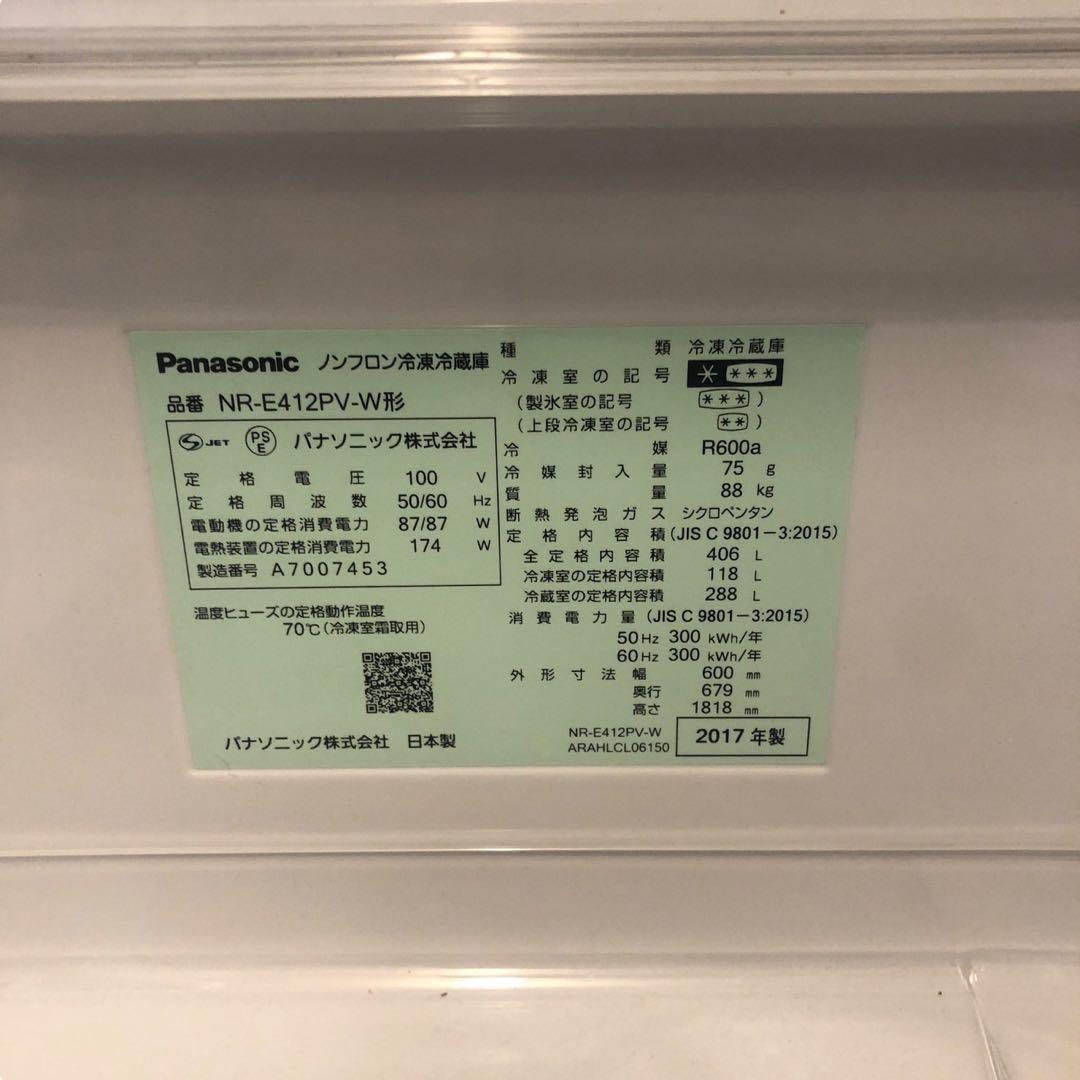 Panasonic ノンフロン冷凍冷蔵庫
品番 NR-E412PV-W形
S JET PSE パナソニック株式会社
定格電圧 100 V
定格周波数 50/60 Hz
電動機の定格消費電力 87/87 W
電熱装置の定格消費電力 174 W
製造番号 A7007453
温度ヒューズの定格動作温度
70℃(冷凍室霜取用)
パナソニック株式会社 日本製
種類 冷凍冷蔵庫
冷凍室の記号 * ***
(製氷室の記号 *** )
(上段冷凍室の記号 ** )
冷媒 R600a
冷媒封入量 75 g
質量 88 kg
断熱発泡ガス シクロペンタン
定格内容積 (JIS C 9801-3:2015)
全定格内容積 406 L
冷凍室の定格内容積 118 L
冷蔵室の定格内容積 288 L
消費電力量 (JIS C 9801-3:2015)
50Hz 300 kWh/年
60Hz 300 kWh/年
外形寸法 幅 600 mm
奥行 679 mm
高さ 1818 mm
NR-E412PV-W
ARAHLCL06150
2017年製